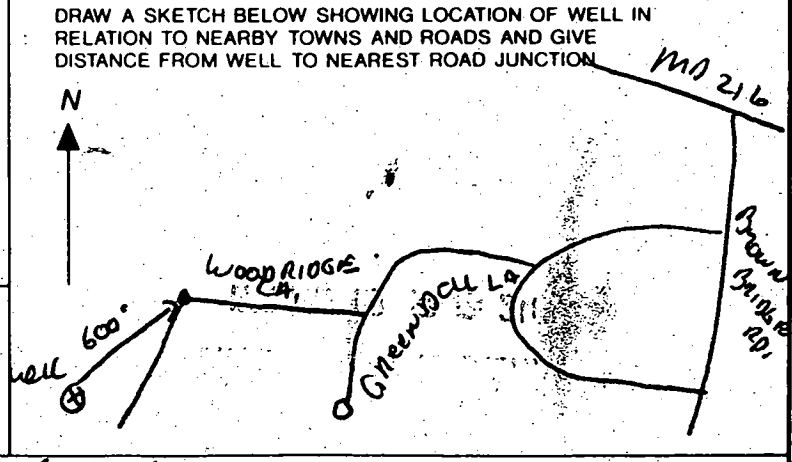 DRAW A SKETCH BELOW SHOWING LOCATION OF WELL IN
RELATION TO NEARBY TOWNS AND ROADS AND GIVE
DISTANCE FROM WELL TO NEAREST ROAD JUNCTION
MD 216
N
WOODRIDGE
LA,
GREENDELL LA
BROWN
BRIDGE
RD,
600'
well